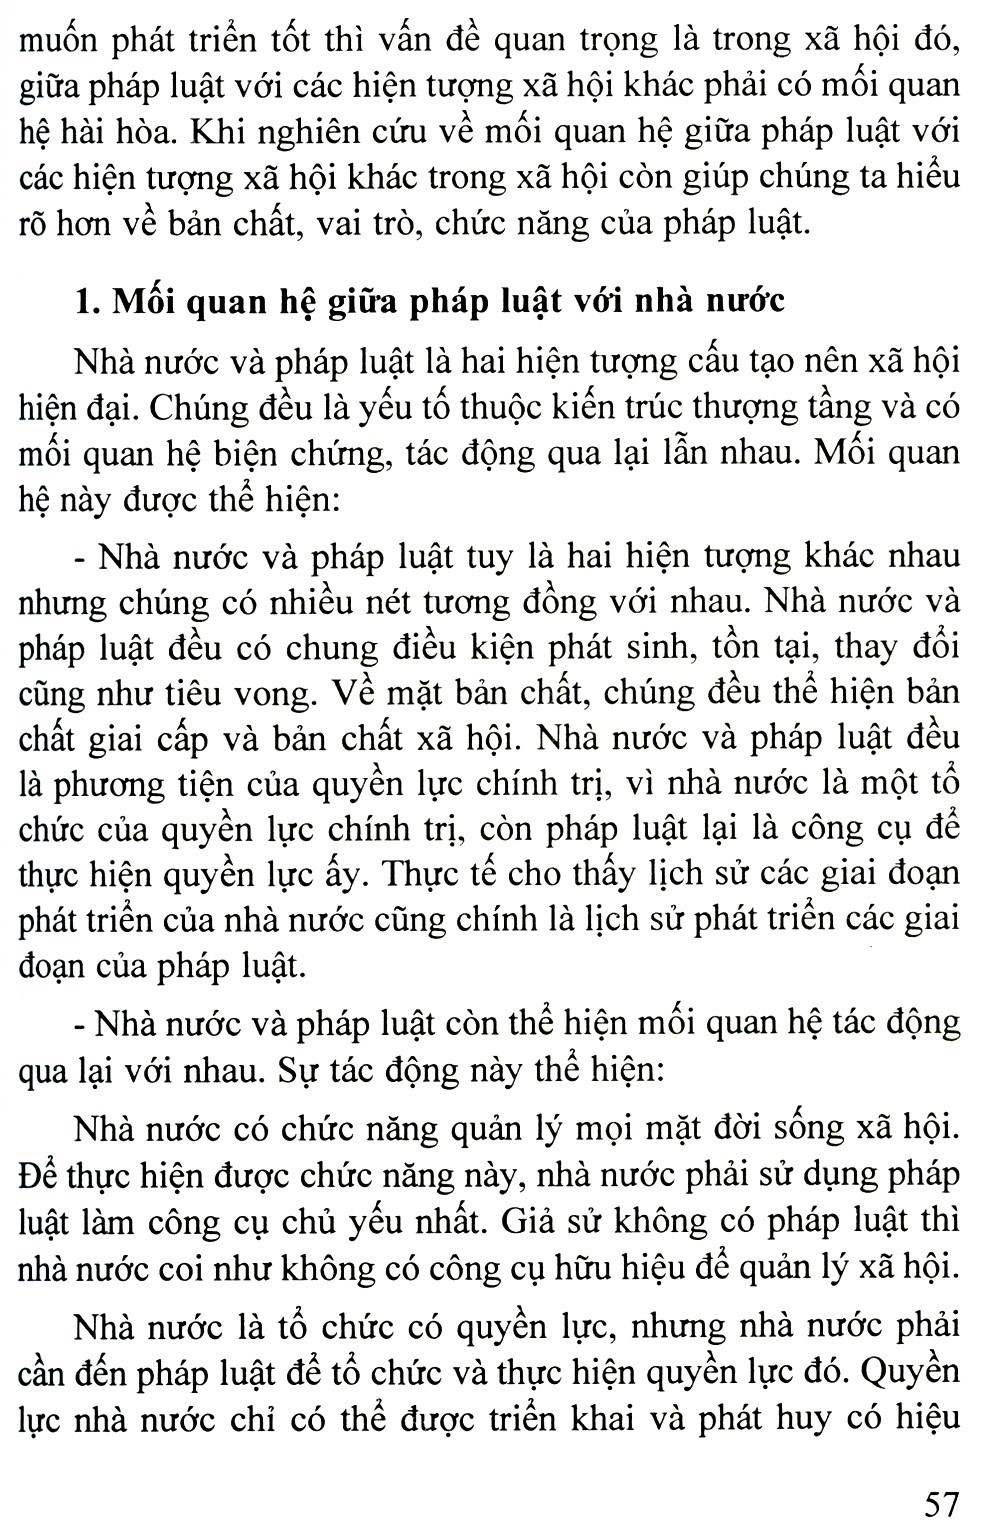 muốn phát triển tốt thì vấn đề quan trọng là trong xã hội đó,
giữa pháp luật với các hiện tượng xã hội khác phải có mối quan
hệ hài hòa. Khi nghiên cứu về mối quan hệ giữa pháp luật với
các hiện tượng xã hội khác trong xã hội còn giúp chúng ta hiểu
rõ hơn về bản chất, vai trò, chức năng của pháp luật.
1. Mối quan hệ giữa pháp luật với nhà nước
Nhà nước và pháp luật là hai hiện tượng cấu tạo nên xã hội
hiện đại. Chúng đều là yếu tố thuộc kiến trúc thượng tầng và có
mối quan hệ biện chứng, tác động qua lại lẫn nhau. Mối quan
hệ này được thể hiện:
- Nhà nước và pháp luật tuy là hai hiện tượng khác nhau
nhưng chúng có nhiều nét tương đồng với nhau. Nhà nước và
pháp luật đều có chung điều kiện phát sinh, tồn tại, thay đổi
cũng như tiêu vong. Về mặt bản chất, chúng đều thể hiện bản
chất giai cấp và bản chất xã hội. Nhà nước và pháp luật đều
là phương tiện của quyền lực chính trị, vì nhà nước là một tổ
chức của quyền lực chính trị, còn pháp luật lại là công cụ để
thực hiện quyền lực ấy. Thực tế cho thấy lịch sử các giai đoạn
phát triển của nhà nước cũng chính là lịch sử phát triển các giai
đoạn của pháp luật.
- Nhà nước và pháp luật còn thể hiện mối quan hệ tác động
qua lại với nhau. Sự tác động này thể hiện:
Nhà nước có chức năng quản lý mọi mặt đời sống xã hội.
Để thực hiện được chức năng này, nhà nước phải sử dụng pháp
luật làm công cụ chủ yếu nhất. Giả sử không có pháp luật thì
nhà nước coi như không có công cụ hữu hiệu để quản lý xã hội.
Nhà nước là tổ chức có quyền lực, nhưng nhà nước phải
cần đến pháp luật để tổ chức và thực hiện quyền lực đó. Quyền
lực nhà nước chỉ có thể được triển khai và phát huy có hiệu
57